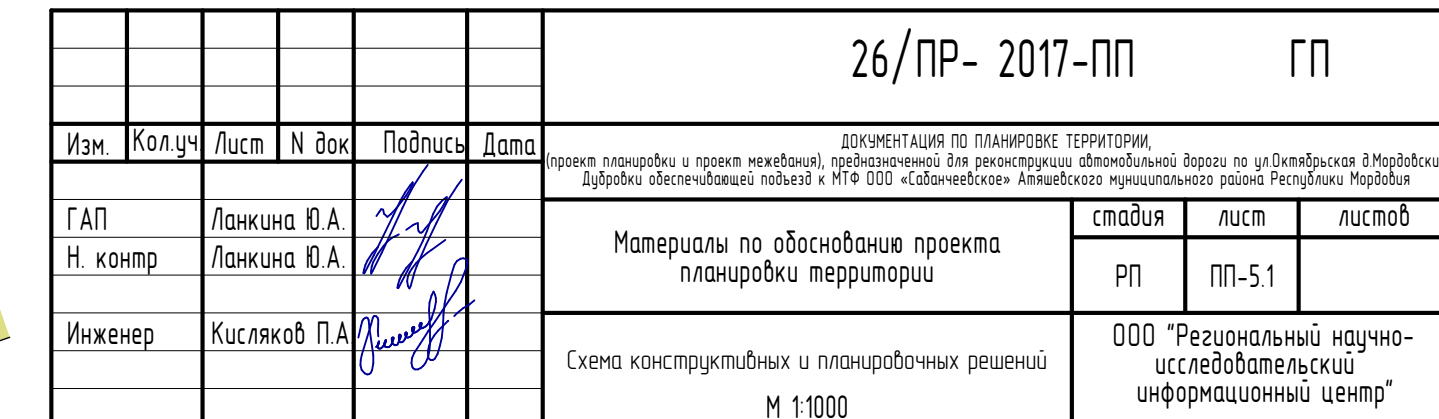 26/ПР- 2017-ПП ГП
Изм. Кол.уч. Лист N док. Подпись Дата
ДОКУМЕНТАЦИЯ ПО ПЛАНИРОВКЕ ТЕРРИТОРИИ,
(проект планировки и проект межевания), предназначенной для реконструкции автомобильной дороги по ул.Октябрьская д.Мордовски
Дубровки обеспечивающей подъезд к МТФ ООО «Сабанчеевское» Атяшевского муниципального района Республики Мордовия
ГАП Ланкина Ю.А.
Н. контр Ланкина Ю.А.
Инженер Кисляков П.А.
Материалы по обоснованию проекта
планировки территории
стадия лист листов
РП ПП-5.1
Схема конструктивных и планировочных решений
М 1:1000
ООО "Региональный научно-
исследовательский
информационный центр"